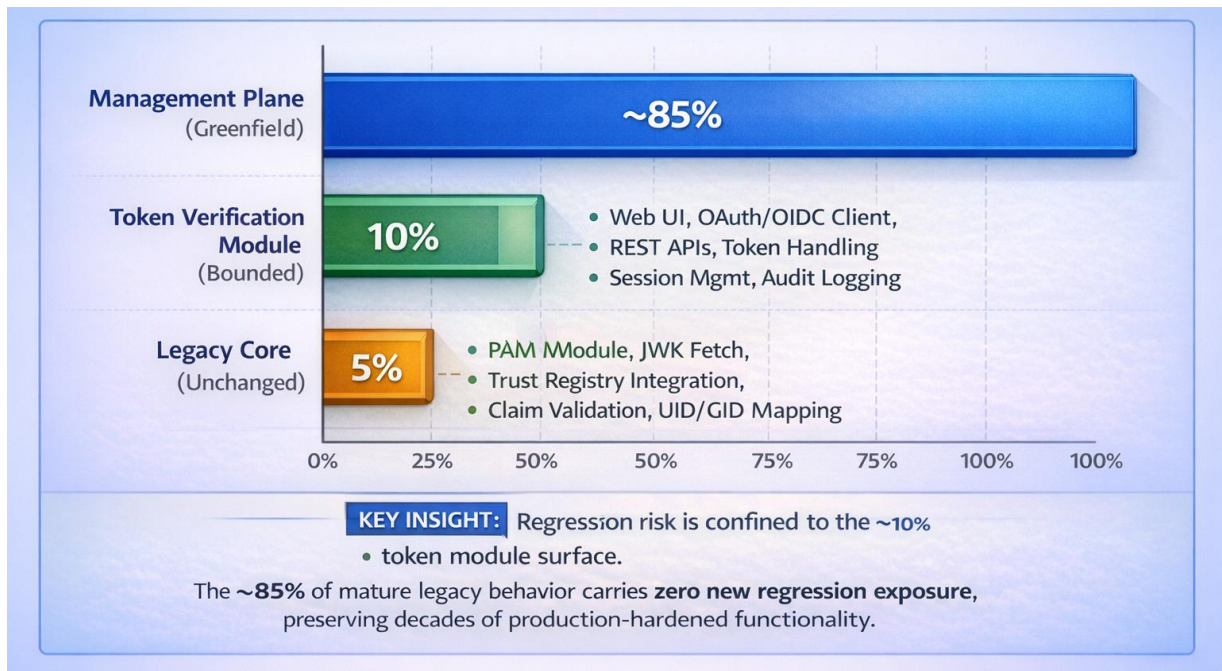 Management Plane
(Greenfield)
~85%
Token Verification
Module
(Bounded)
10%
• Web UI, OAuth/OIDC Client,
• REST APIs, Token Handling
• Session Mgmt, Audit Logging
Legacy Core
(Unchanged)
5%
• PAM MModule, JWK Fetch,
• Trust Registry Integration,
• Claim Validation, UID/GID Mapping
0% 25% 50% 50% 75% 75% 100% 100%
KEY INSIGHT: Regression risk is confined to the ~10%
• token module surface.
The ~85% of mature legacy behavior carries zero new regression exposure,
preserving decades of production-hardened functionality.